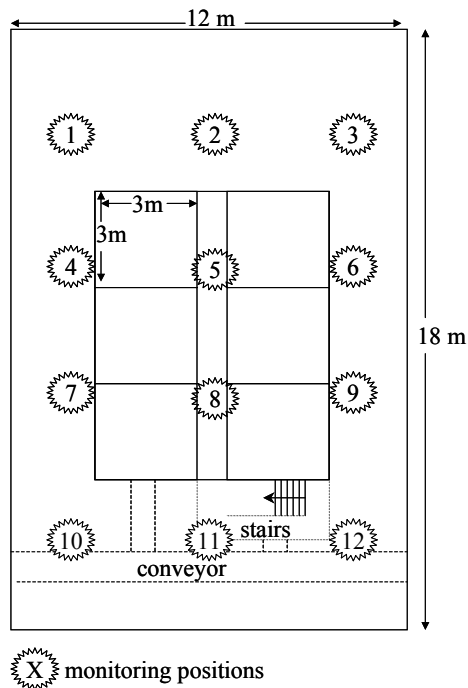 12 m
1 2 3
3m
3m
4 5 6
18 m
7 8 9
stairs
10 11 12
conveyor
X monitoring positions